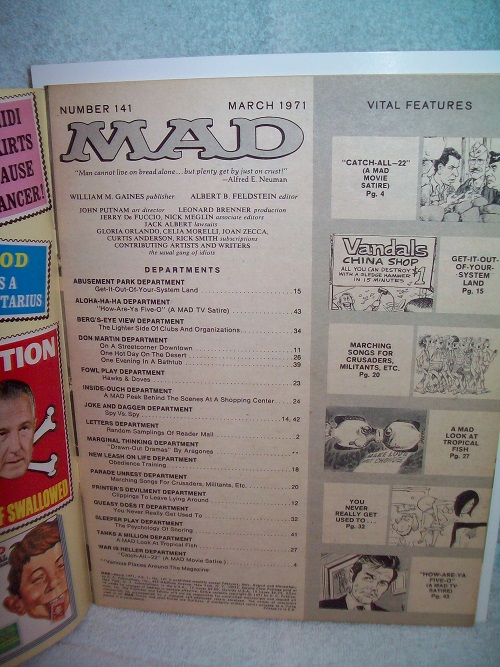 IDI
IRTS
AUSE
ANCER!
OD
S A
TARIUS
TION
F SWALLOWED
NUMBER 141 MARCH 1971
MAD
"Man cannot live on bread alone... but plenty get by just on crust!"
—Alfred E. Neuman
WILLIAM M. GAINES publisher ALBERT B. FELDSTEIN editor
JOHN PUTNAM art director LEONARD BRENNER production
JERRY De FUCCIO, NICK MEGLIN associate editors
JACK ALBERT lawsuits
GLORIA ORLANDO, CELIA MORELLI, JOAN ZECCA,
CURTIS ANDERSON, RICK SMITH subscriptions
CONTRIBUTING ARTISTS AND WRITERS
the usual gang of idiots
DEPARTMENTS
ABUSEMENT PARK DEPARTMENT
Get-It-Out-Of-Your-System Land 15
ALOHA-HA-HA DEPARTMENT
"How-Are-Ya Five-O" (A MAD TV Satire) 43
BERG'S-EYE VIEW DEPARTMENT
The Lighter Side Of Clubs And Organizations 34
DON MARTIN DEPARTMENT
On A Streetcorner Downtown 11
One Hot Day On The Desert 26
One Evening In A Bathtub 39
FOWL PLAY DEPARTMENT
Hawks & Doves 23
INSIDE-OUCH DEPARTMENT
A MAD Peek Behind The Scenes At A Shopping Center 24
JOKE AND DAGGER DEPARTMENT
Spy Vs. Spy 14, 42
LETTERS DEPARTMENT
Random Samplings Of Reader Mail 2
MARGINAL THINKING DEPARTMENT
"Drawn-Out Dramas" By Aragones **
NEW LEASH ON LIFE DEPARTMENT
Obedience Training 18
PARADE UNREST DEPARTMENT
Marching Songs For Crusaders, Militants, Etc. 20
PRINTER'S DEVILMENT DEPARTMENT
Clippings To Leave Lying Around 12
QUEASY DOES IT DEPARTMENT
You Never Really Get Used To 32
SLEEPER PLAY DEPARTMENT
The Psychology Of Snoring 41
TANKS A MILLION DEPARTMENT
A MAD Look At Tropical Fish 27
WAR IS HELLER DEPARTMENT
"Catch-All-22" (A MAD Movie Satire) 4
**Various Places Around The Magazine
VITAL FEATURES
"CATCH-ALL—22"
(A MAD
MOVIE
SATIRE)
Pg. 4
Vandals
CHINA SHOP
ALL YOU CAN DESTROY
WITH A SLEDGE HAMMER
IN 15 MINUTES
$1
GET-IT-OUT-
OF-YOUR-
SYSTEM
LAND
Pg. 15
MARCHING
SONGS FOR
CRUSADERS,
MILITANTS, ETC.
Pg. 20
A MAD
LOOK AT
TROPICAL
FISH
Pg. 27
YOU
NEVER
REALLY GET
USED TO...
Pg. 32
"HOW-ARE-YA
FIVE-O"
(A MAD TV
SATIRE)
Pg. 43